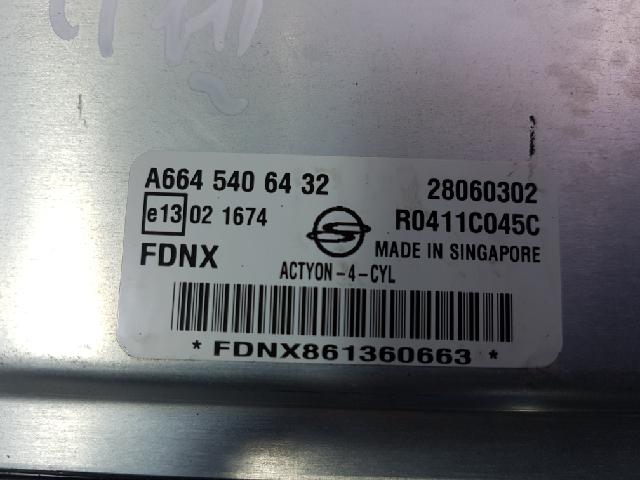 A664 540 64 32 28060302
e13 02 1674 R0411C045C
FDNX MADE IN SINGAPORE
ACTYON-4-CYL
* FDNX861360663 *